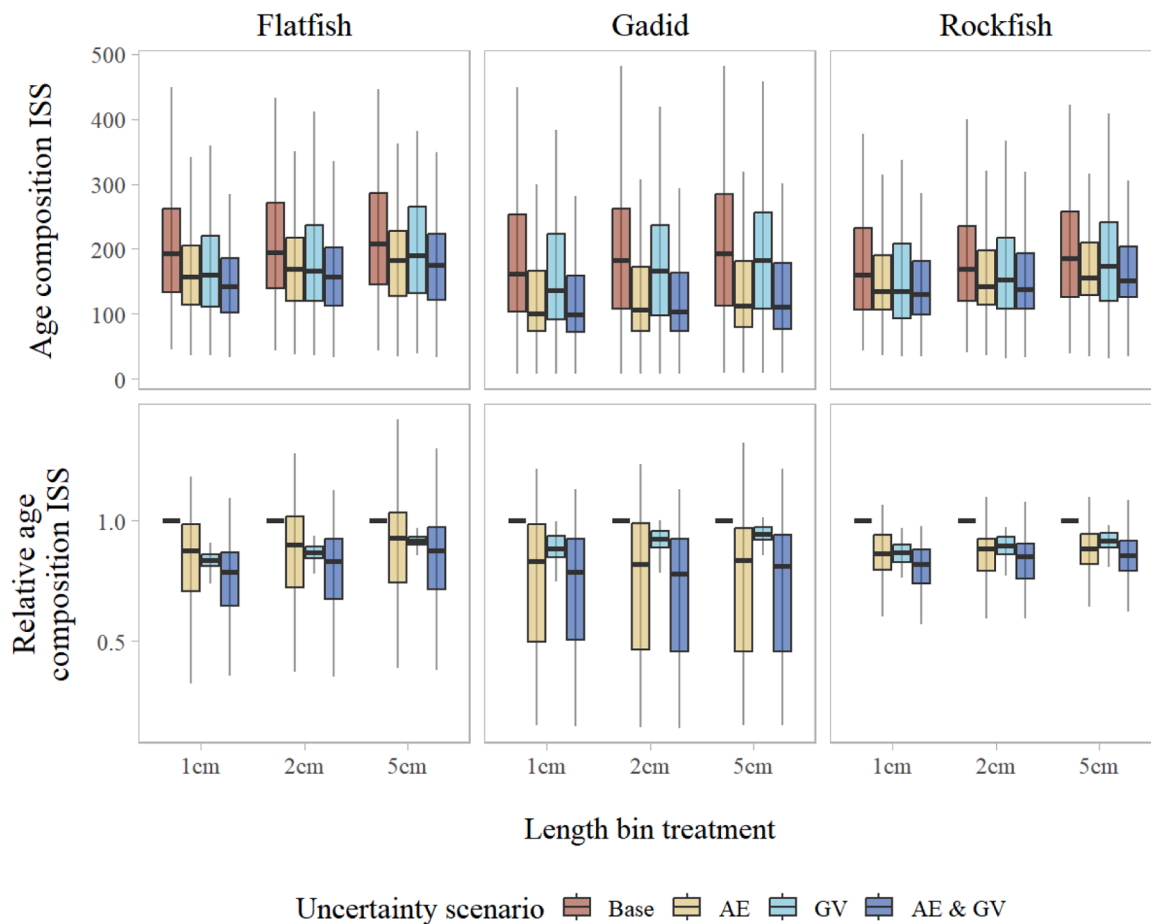 Flatfish Gadid Rockfish
Age composition ISS
500
400
300
200
100
0
Relative age
composition ISS
1.0
0.5
1cm 2cm 5cm 1cm 2cm 5cm 1cm 2cm 5cm
Length bin treatment
Uncertainty scenario Base AE GV AE & GV